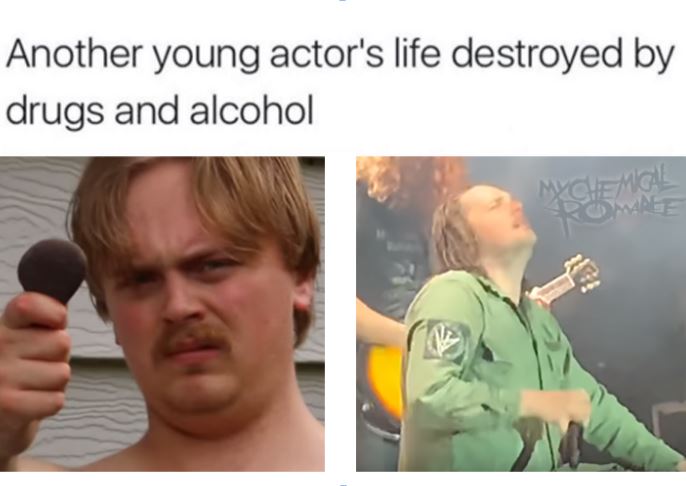 Another young actor's life destroyed by
drugs and alcohol
MY CHEMICAL
ROMANCE